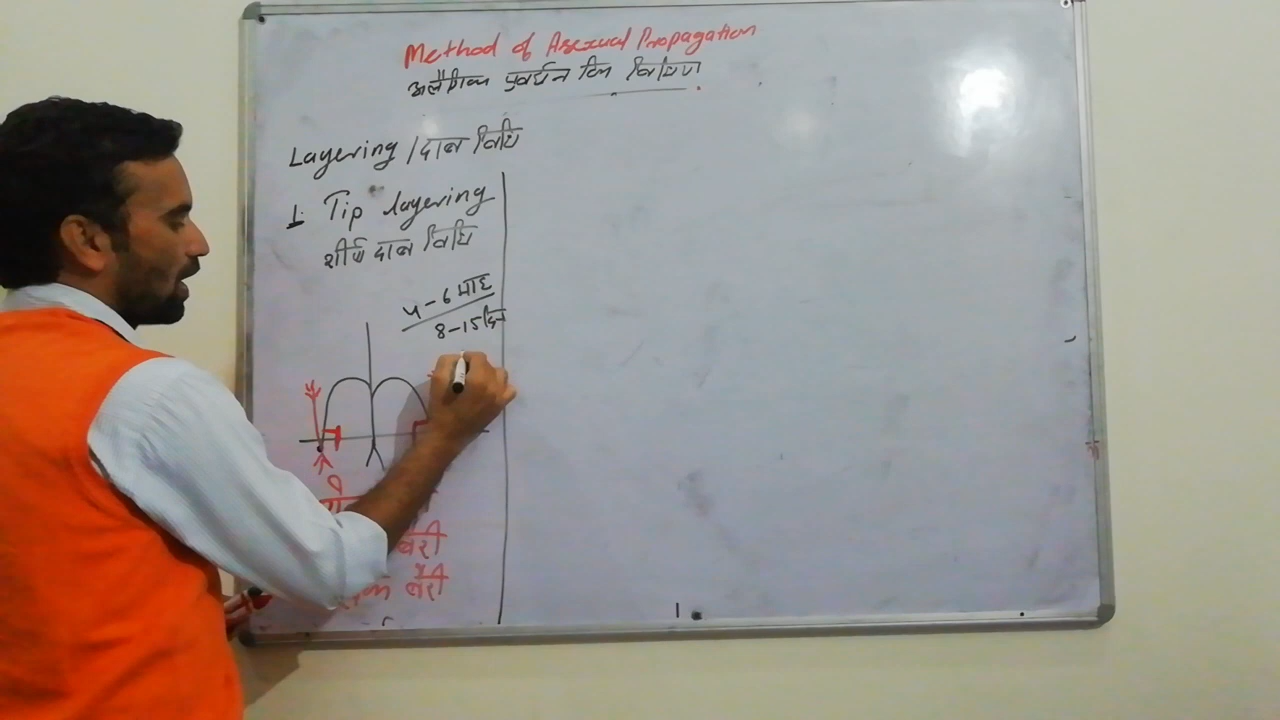 Method of Asexual Propagation
अलैंगिक प्रवर्धन कि विधिया
Layering / दाब विधि
1. Tip layering
शीर्ष दाब विधि
4-6 माह
8-15 दिन
बेरी
बेरी